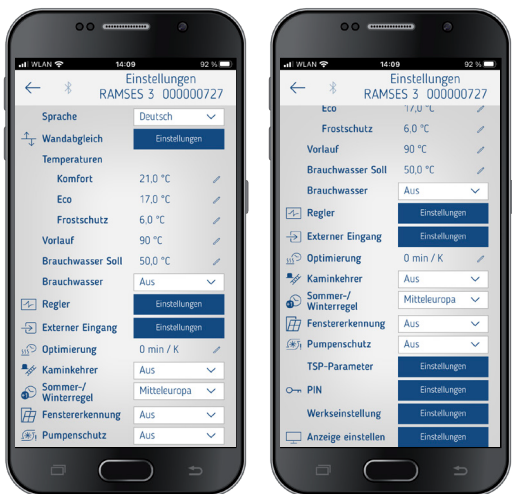 WLAN 14:09 92 %
Einstellungen
RAMSES 3 000000727
Sprache Deutsch
Wandabgleich Einstellungen
Temperaturen
Komfort 21,0 °C
Eco 17,0 °C
Frostschutz 6,0 °C
Vorlauf 90 °C
Brauchwasser Soll 50,0 °C
Brauchwasser Aus
Regler Einstellungen
Externer Eingang Einstellungen
Optimierung 0 min / K
Kaminkehrer Aus
Sommer-/
Winterregel Mitteleuropa
Fenstererkennung Aus
Pumpenschutz Aus
WLAN 14:09 92 %
Einstellungen
RAMSES 3 000000727
Eco 17,0 °C
Frostschutz 6,0 °C
Vorlauf 90 °C
Brauchwasser Soll 50,0 °C
Brauchwasser Aus
Regler Einstellungen
Externer Eingang Einstellungen
Optimierung 0 min / K
Kaminkehrer Aus
Sommer-/
Winterregel Mitteleuropa
Fenstererkennung Aus
Pumpenschutz Aus
TSP-Parameter Einstellungen
PIN Einstellungen
Werkseinstellung Einstellungen
Anzeige einstellen Einstellungen